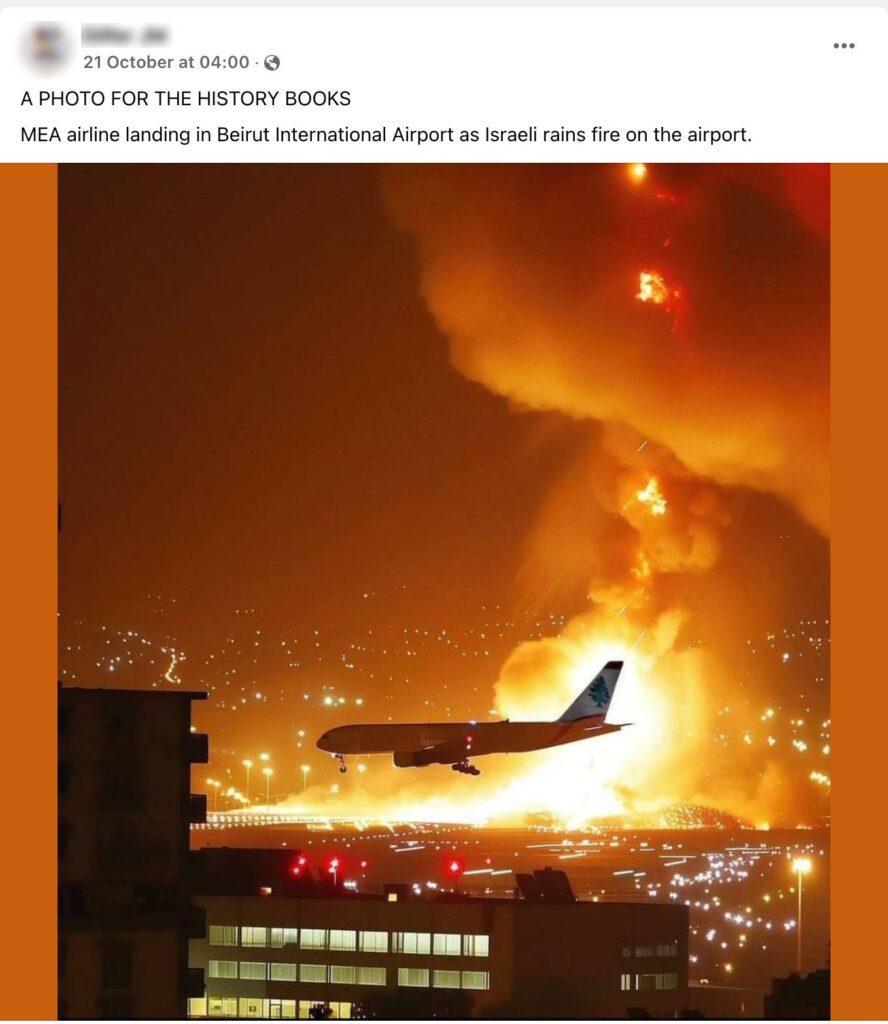 21 October at 04:00 ·
A PHOTO FOR THE HISTORY BOOKS
MEA airline landing in Beirut International Airport as Israeli rains fire on the airport.